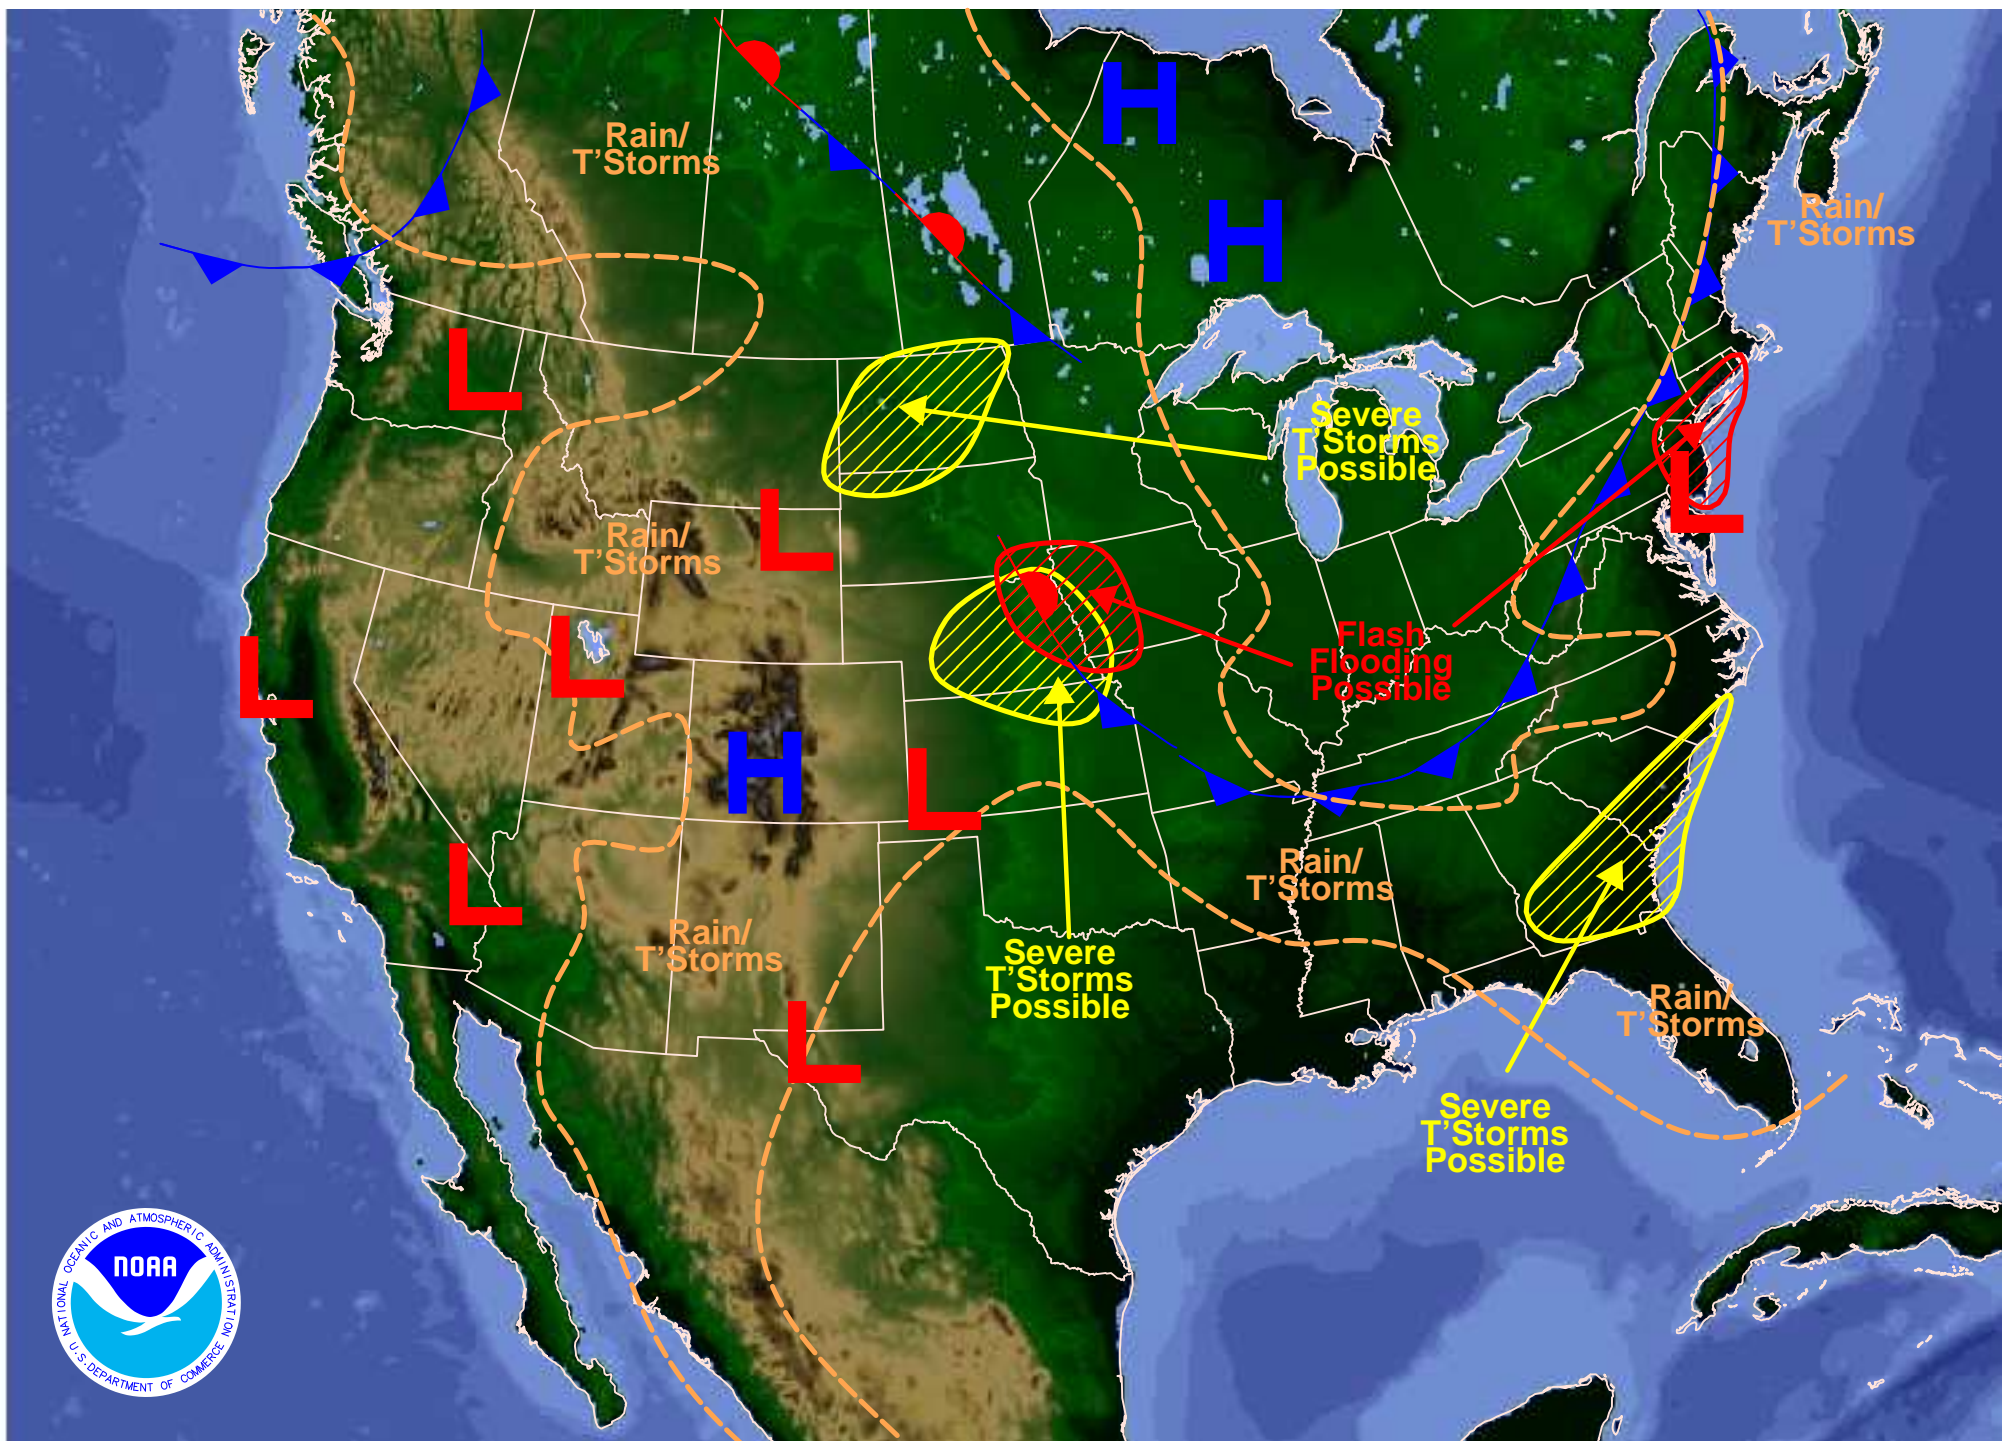 H
Rain/
T'Storms
H
Rain/
T'Storms
L
Severe
T'Storms
Possible
L
L
Rain/
T'Storms
L
L
Flash
Flooding
Possible
H
L
L
Rain/
T'Storms
Rain/
T'Storms
Severe
T'Storms
Possible
Rain/
T'Storms
L
Severe
T'Storms
Possible
NATIONAL OCEANIC AND ATMOSPHERIC ADMINISTRATION
NOAA
U.S. DEPARTMENT OF COMMERCE